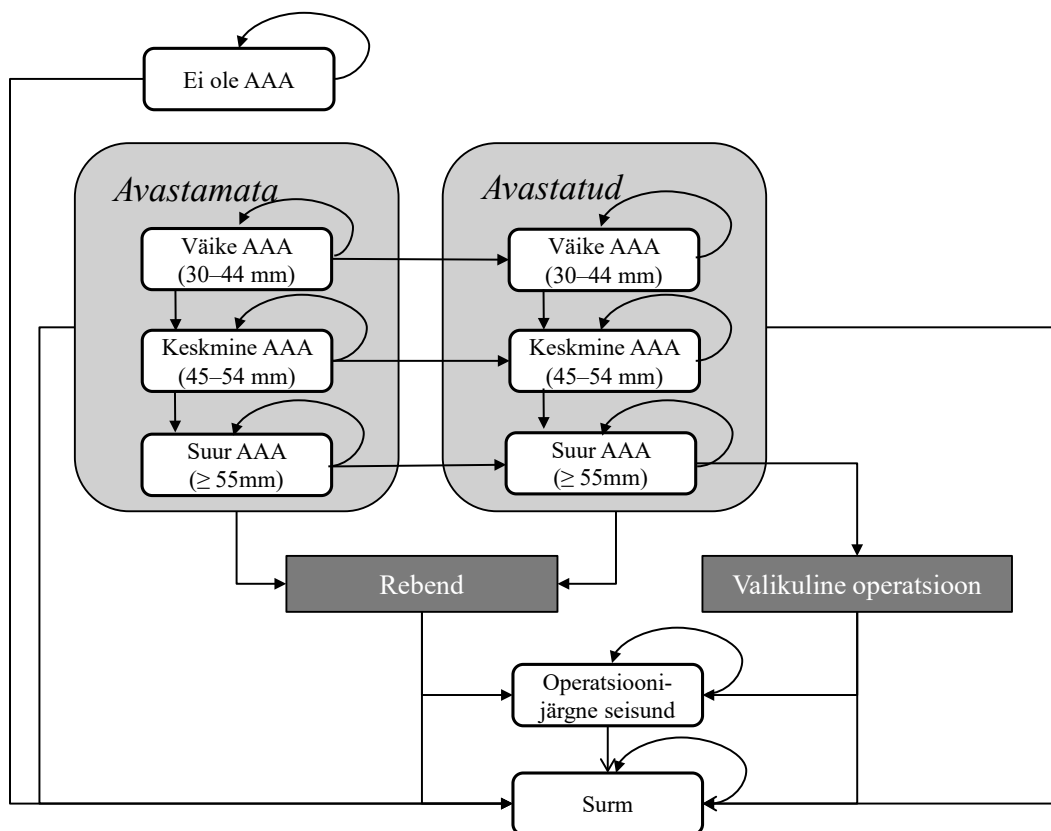 Ei ole AAA
Avastamata
Väike AAA
(30–44 mm)
Keskmine AAA
(45–54 mm)
Suur AAA
(≥ 55mm)
Avastatud
Väike AAA
(30–44 mm)
Keskmine AAA
(45–54 mm)
Suur AAA
(≥ 55mm)
Rebend
Valikuline operatsioon
Operatsiooni-
järgne seisund
Surm